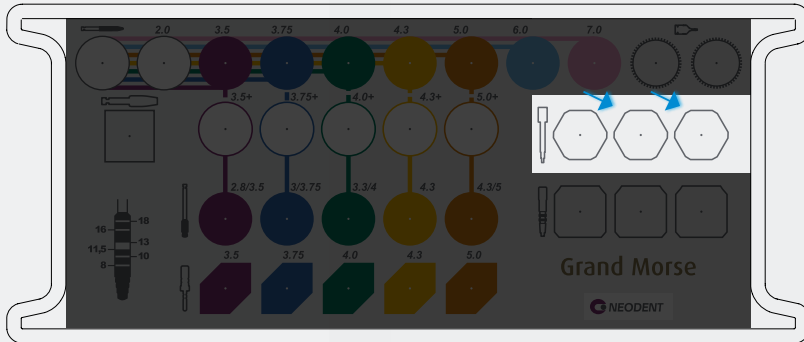 2.0 3.5 3.75 4.0 4.3 5.0 6.0 7.0
3.5+ 3.75+ 4.0+ 4.3+ 5.0+
2.8/3.5 3/3.75 3.3/4 4.3 4.3/5
18
16
13
11,5
10
8
3.5 3.75 4.0 4.3 5.0
Grand Morse
NEODENT